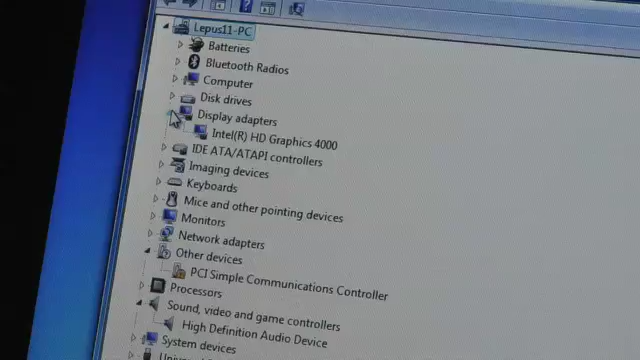 Lepus11-PC
Batteries
Bluetooth Radios
Computer
Disk drives
Display adapters
Intel(R) HD Graphics 4000
IDE ATA/ATAPI controllers
Imaging devices
Keyboards
Mice and other pointing devices
Monitors
Network adapters
Other devices
PCI Simple Communications Controller
Processors
Sound, video and game controllers
High Definition Audio Device
System devices